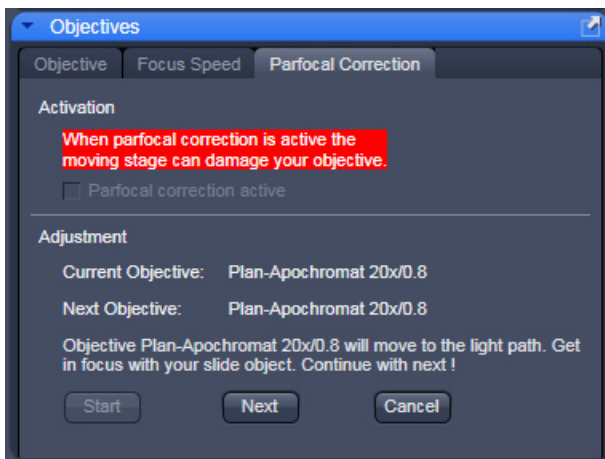 Objectives
Objective Focus Speed Parfocal Correction
Activation
When parfocal correction is active the
moving stage can damage your objective.
Parfocal correction active
Adjustment
Current Objective: Plan-Apochromat 20x/0.8
Next Objective: Plan-Apochromat 20x/0.8
Objective Plan-Apochromat 20x/0.8 will move to the light path. Get
in focus with your slide object. Continue with next !
Start Next Cancel